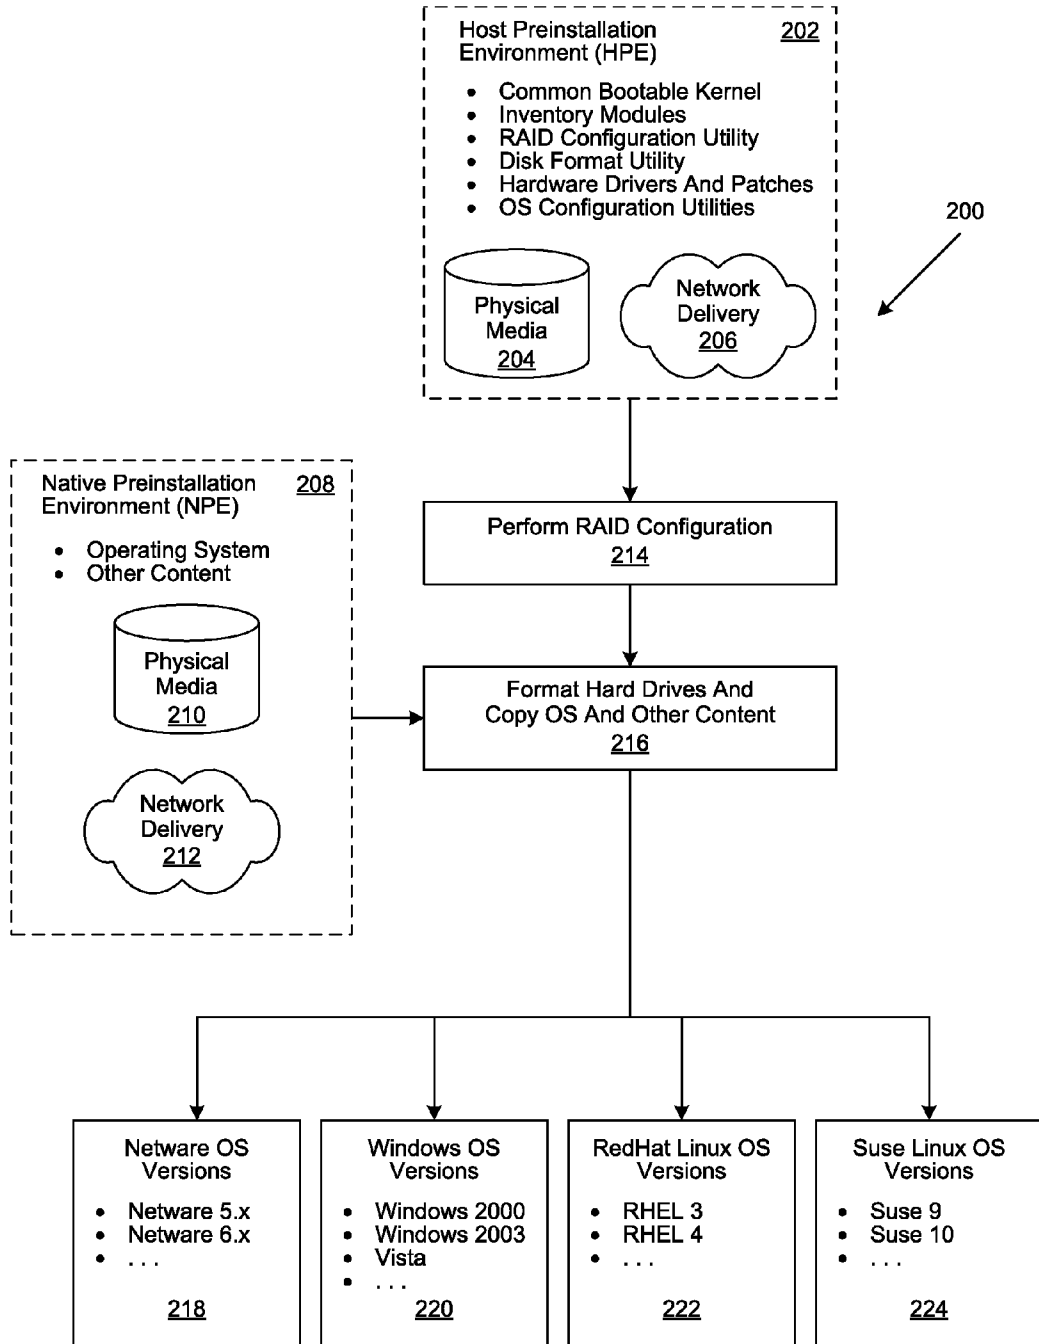 Host Preinstallation
Environment (HPE)
202
• Common Bootable Kernel
• Inventory Modules
• RAID Configuration Utility
• Disk Format Utility
• Hardware Drivers And Patches
• OS Configuration Utilities
Physical
Media
204
Network
Delivery
206
200
Native Preinstallation
Environment (NPE)
208
• Operating System
• Other Content
Physical
Media
210
Network
Delivery
212
Perform RAID Configuration
214
Format Hard Drives And
Copy OS And Other Content
216
Netware OS
Versions
• Netware 5.x
• Netware 6.x
• . . .
218
Windows OS
Versions
• Windows 2000
• Windows 2003
• Vista
• . . .
220
RedHat Linux OS
Versions
• RHEL 3
• RHEL 4
• . . .
222
Suse Linux OS
Versions
• Suse 9
• Suse 10
• . . .
224